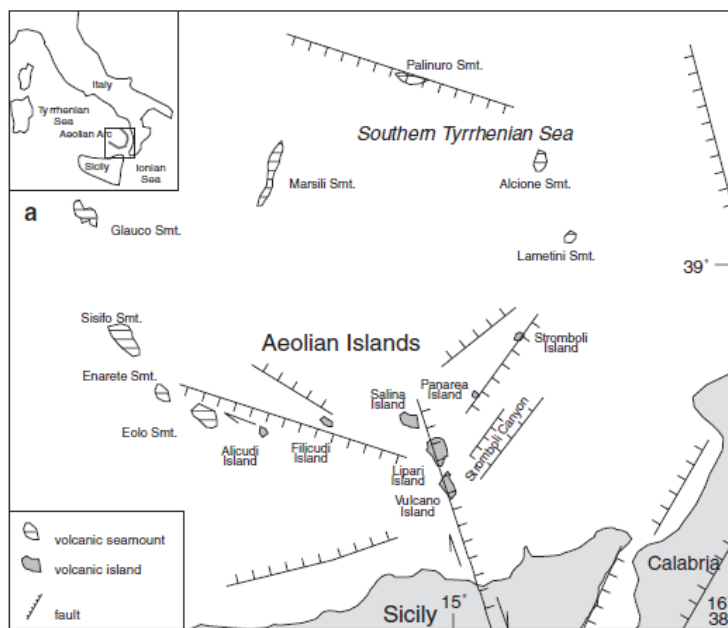 Italy
Tyrrhenian
Sea
Aeolian Arc
Sicily
Ionian
Sea
a
Palinuro Smt.
Southern Tyrrhenian Sea
Marsili Smt.
Alcione Smt.
Glauco Smt.
Lametini Smt.
39°
Sisifo Smt.
Aeolian Islands
Stromboli
Island
Enarete Smt.
Salina
Island
Panarea
Island
Eolo Smt.
Alicudi
Island
Filicudi
Island
Stromboli Canyon
Lipari
Island
Vulcano
Island
volcanic seamount
volcanic island
fault
Sicily
15°
Calabria
16
38